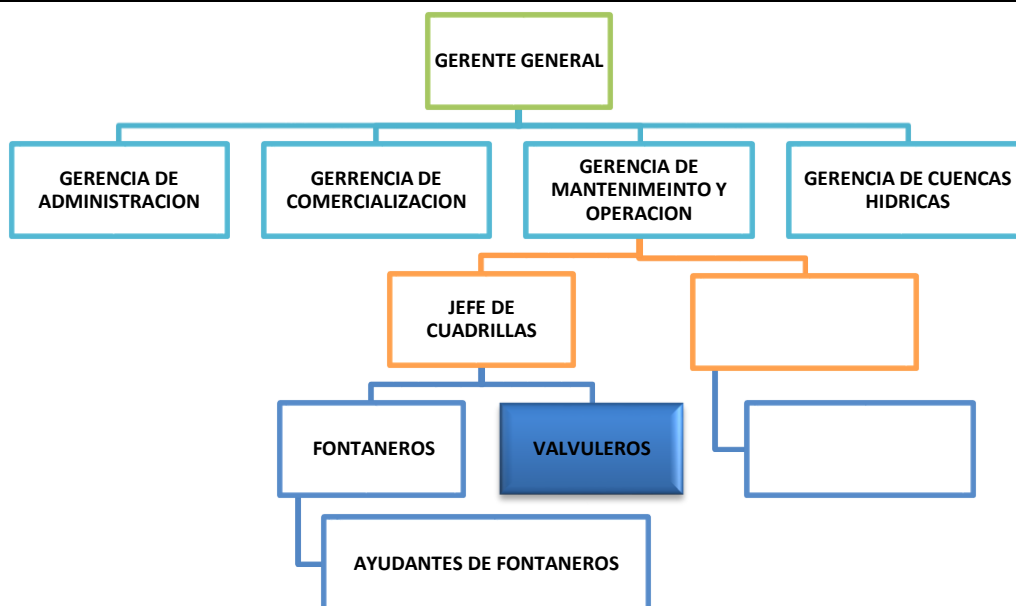 GERENTE GENERAL
GERENCIA DE
ADMINISTRACION
GERRENCIA DE
COMERCIALIZACION
GERENCIA DE
MANTENIMEINTO Y
OPERACION
GERENCIA DE CUENCAS
HIDRICAS
JEFE DE
CUADRILLAS
FONTANEROS
VALVULEROS
AYUDANTES DE FONTANEROS